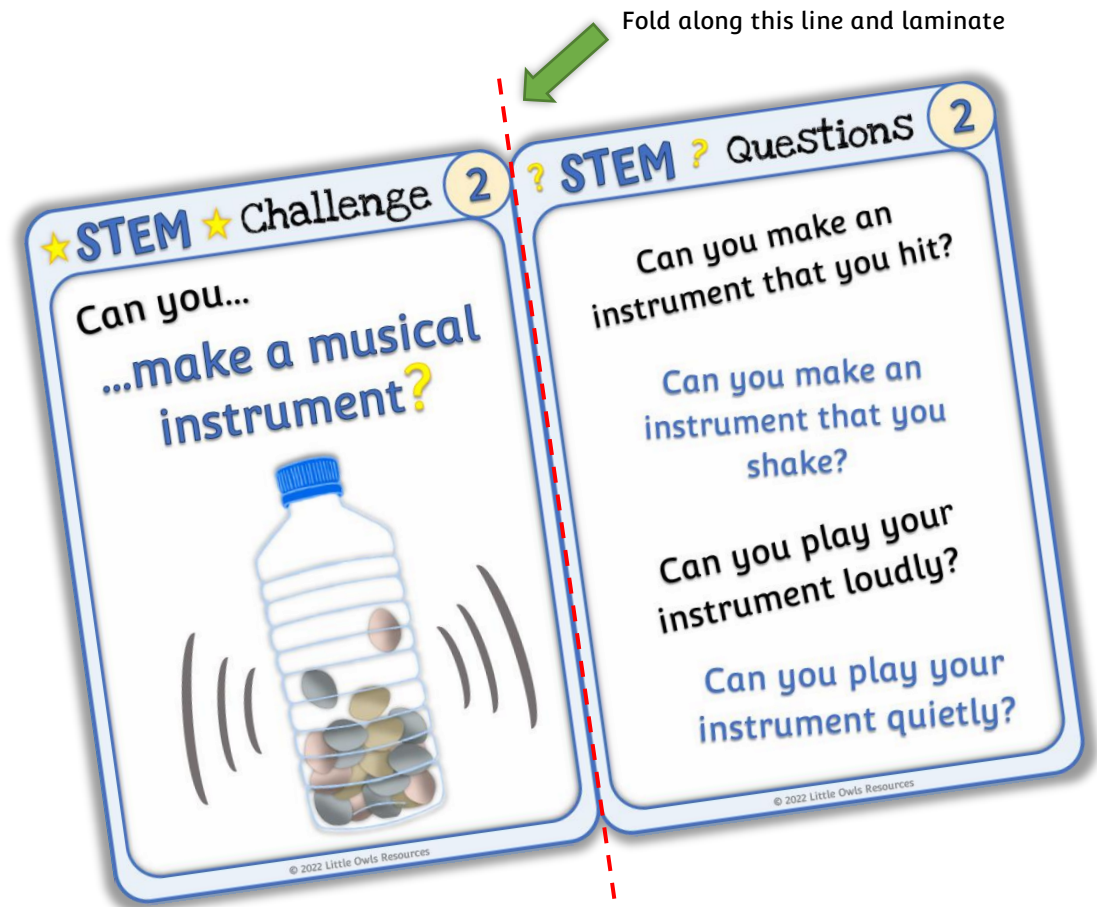 Fold along this line and laminate
STEM Challenge 2
Can you...
...make a musical
instrument?
© 2022 Little Owls Resources
? STEM ? Questions 2
Can you make an
instrument that you hit?
Can you make an
instrument that you
shake?
Can you play your
instrument loudly?
Can you play your
instrument quietly?
© 2022 Little Owls Resources